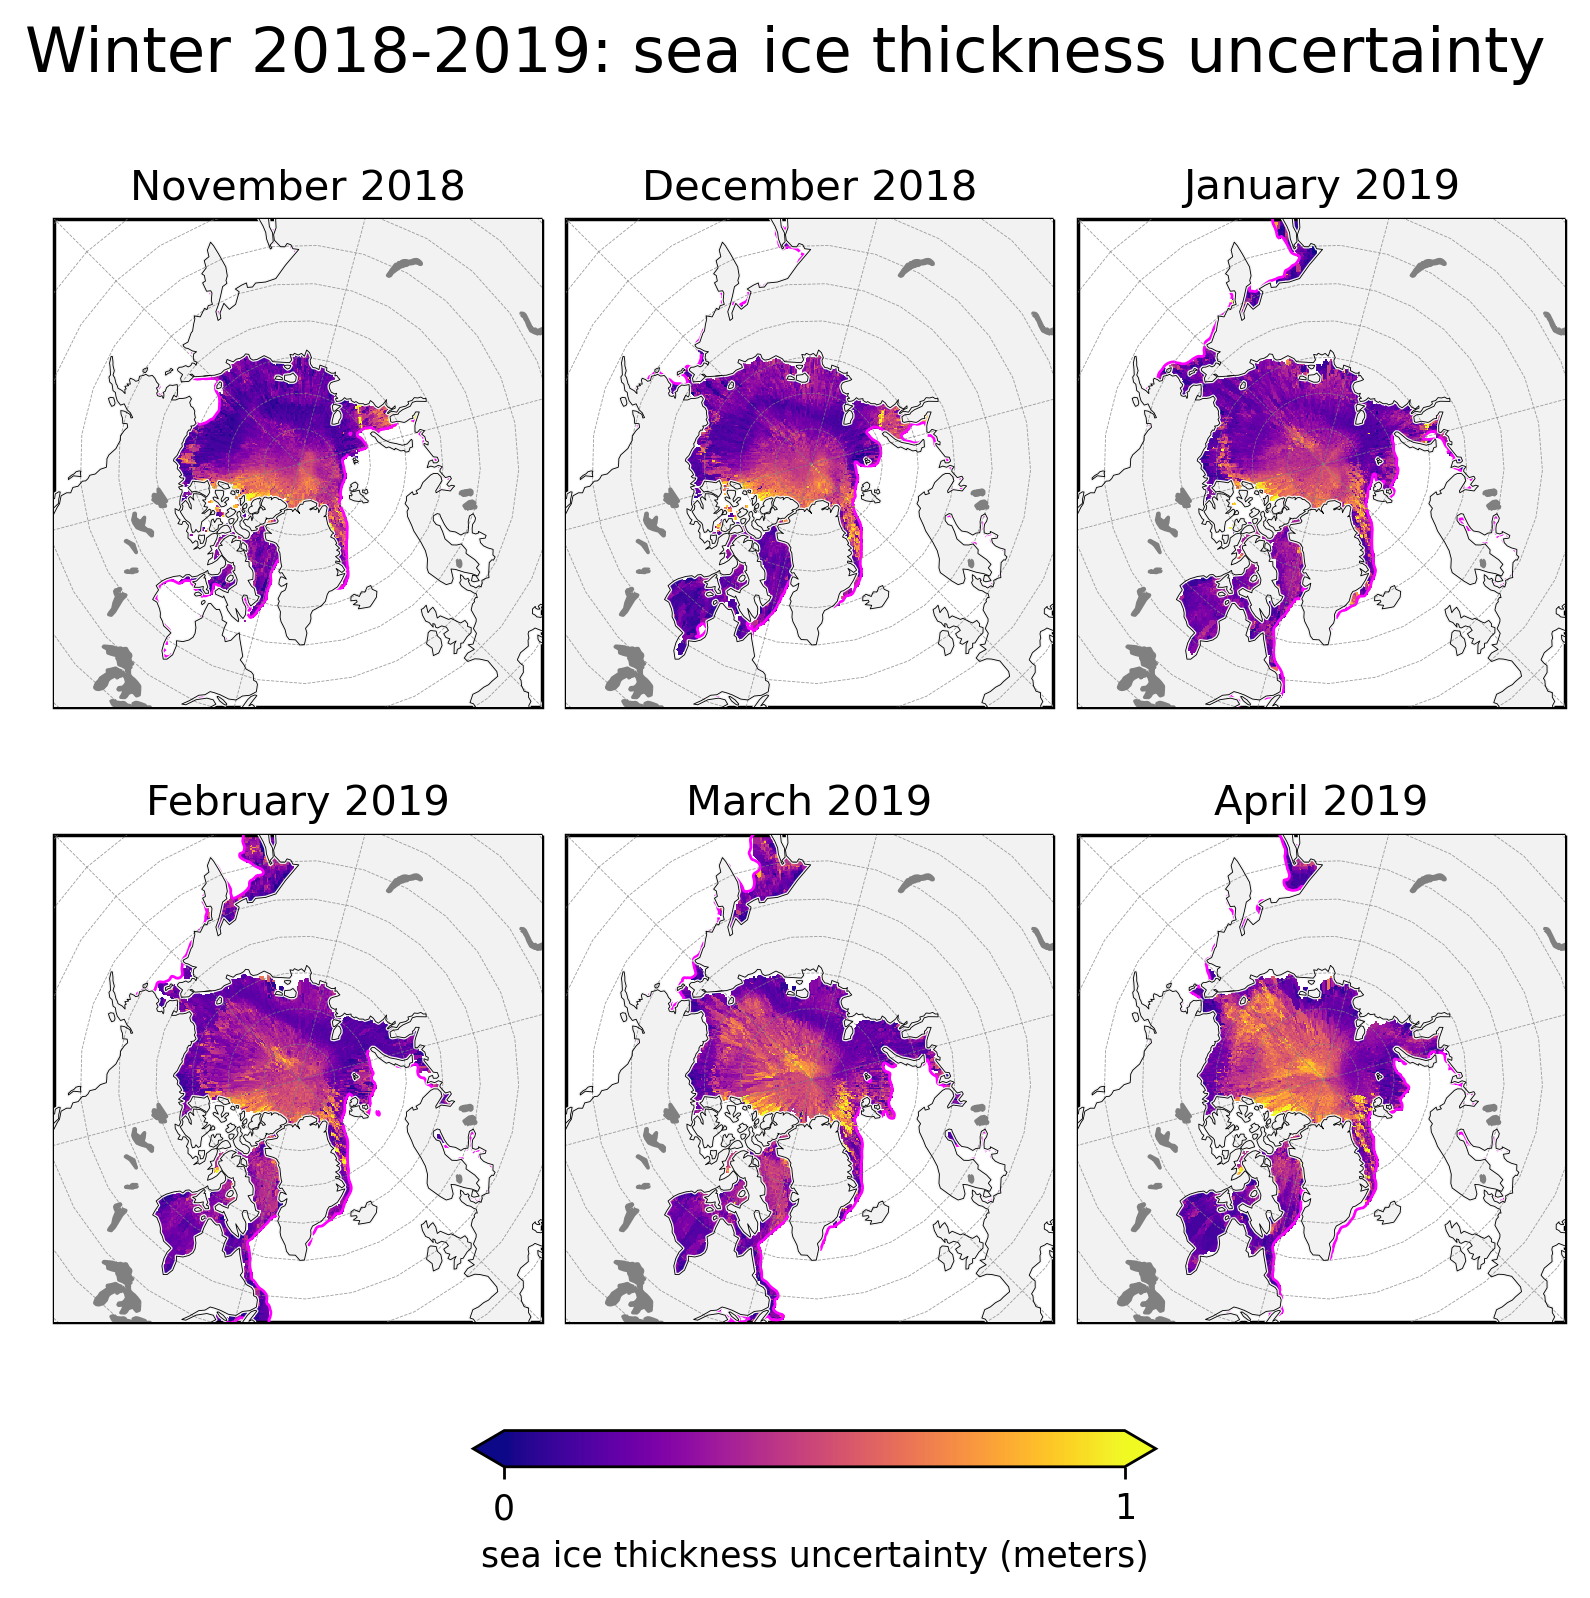 Winter 2018-2019: sea ice thickness uncertainty
November 2018
December 2018
January 2019
February 2019
March 2019
April 2019
0
1
sea ice thickness uncertainty (meters)